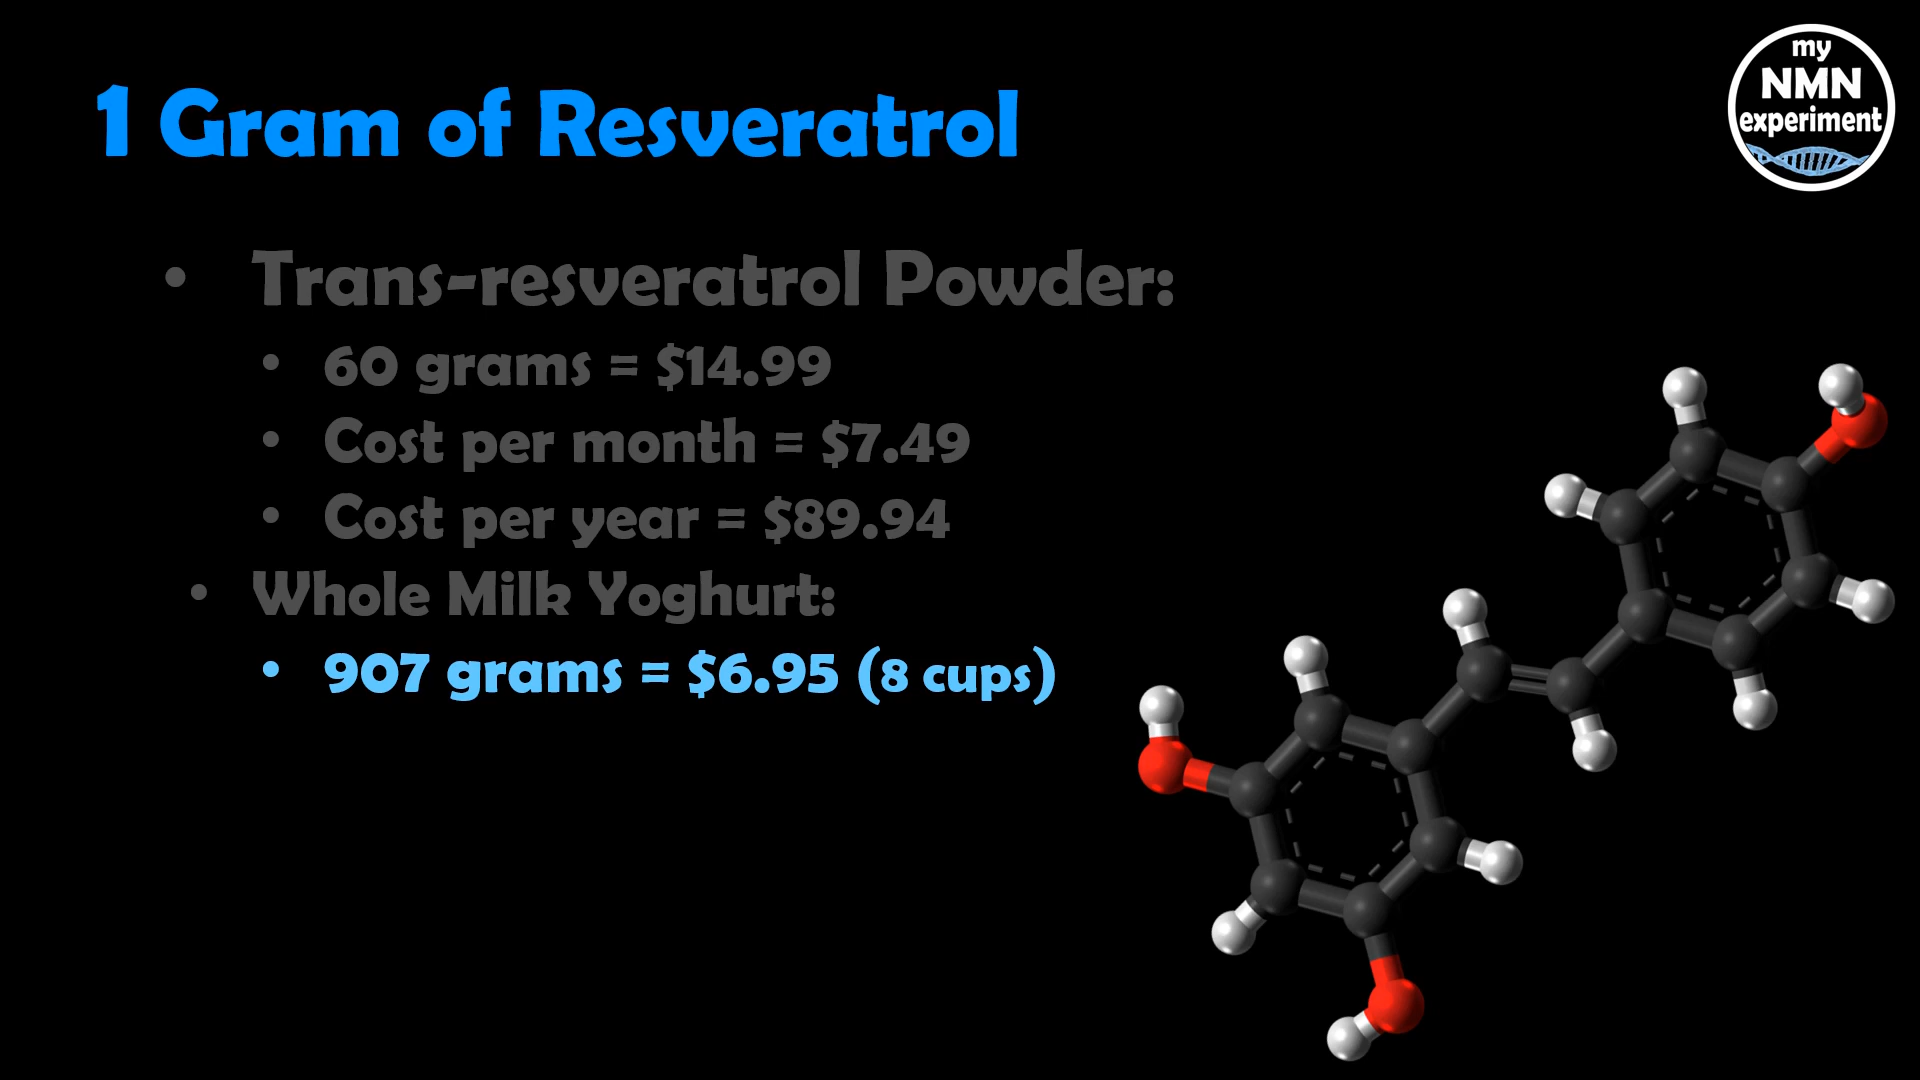 1 Gram of Resveratrol
my
NMN
experiment
• Trans-resveratrol Powder:
• 60 grams = $14.99
• Cost per month = $7.49
• Cost per year = $89.94
• Whole Milk Yoghurt:
• 907 grams = $6.95 (8 cups)